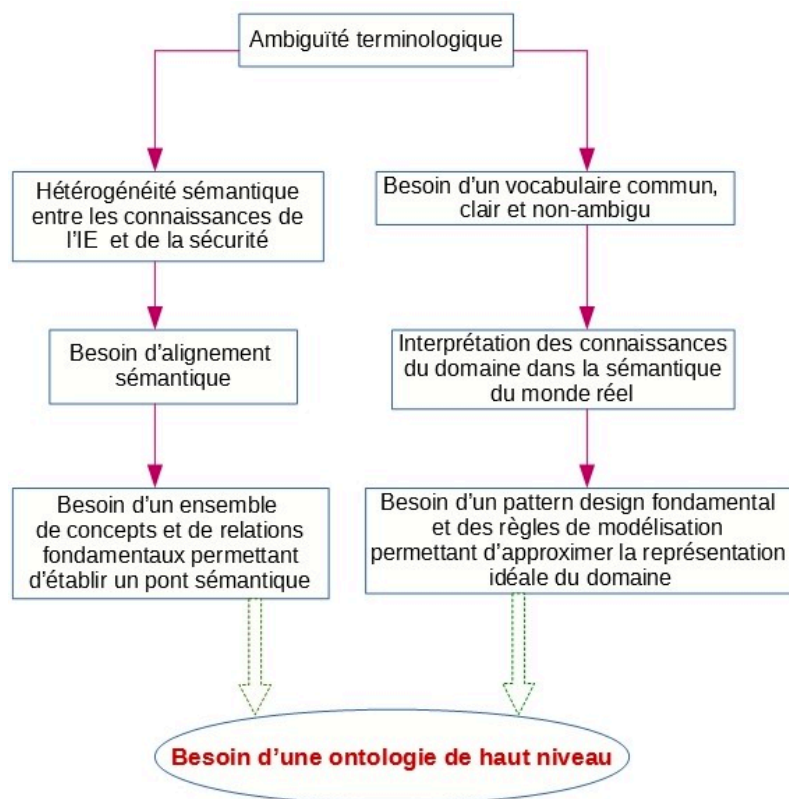 Ambiguïté terminologique
Hétérogénéité sémantique
entre les connaissances de
l'IE et de la sécurité
Besoin d'un vocabulaire commun,
clair et non-ambigu
Besoin d'alignement
sémantique
Interprétation des connaissances
du domaine dans la sémantique
du monde réel
Besoin d'un ensemble
de concepts et de relations
fondamentaux permettant
d'établir un pont sémantique
Besoin d'un pattern design fondamental
et des règles de modélisation
permettant d'approximer la représentation
idéale du domaine
Besoin d'une ontologie de haut niveau